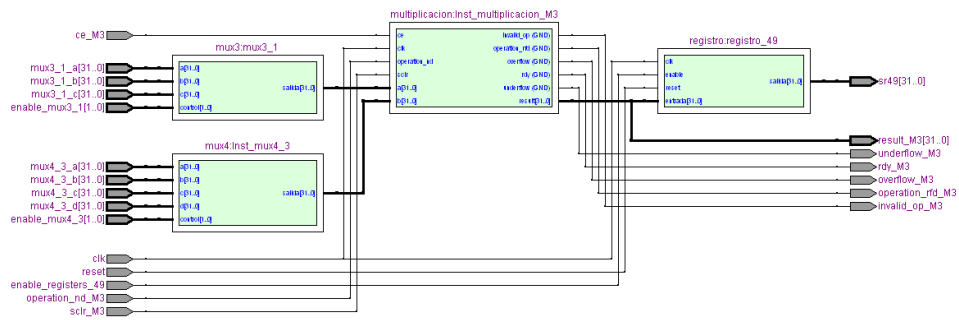 multiplicacion:Inst_multiplicacion_M3
ce_M3
ce
invalid_op (GND)
clk
operation_rfd (GND)
operation_nd
overflow (GND)
sclr
rdy (GND)
a[31..0]
underflow (GND)
b[31..0]
result[31..0]
mux3:mux3_1
mux3_1_a[31..0]
a[31..0]
mux3_1_b[31..0]
b[31..0]
mux3_1_c[31..0]
c[31..0]
enable_mux3_1[1..0]
control[1..0]
salida[31..0]
registro:registro_49
clk
enable
reset
entrada[31..0]
salida[31..0]
sr49[31..0]
mux4:Inst_mux4_3
mux4_3_a[31..0]
a[31..0]
mux4_3_b[31..0]
b[31..0]
mux4_3_c[31..0]
c[31..0]
mux4_3_d[31..0]
d[31..0]
enable_mux4_3[1..0]
control[1..0]
salida[31..0]
result_M3[31..0]
underflow_M3
rdy_M3
overflow_M3
operation_rfd_M3
invalid_op_M3
clk
reset
enable_registers_49
operation_nd_M3
sclr_M3